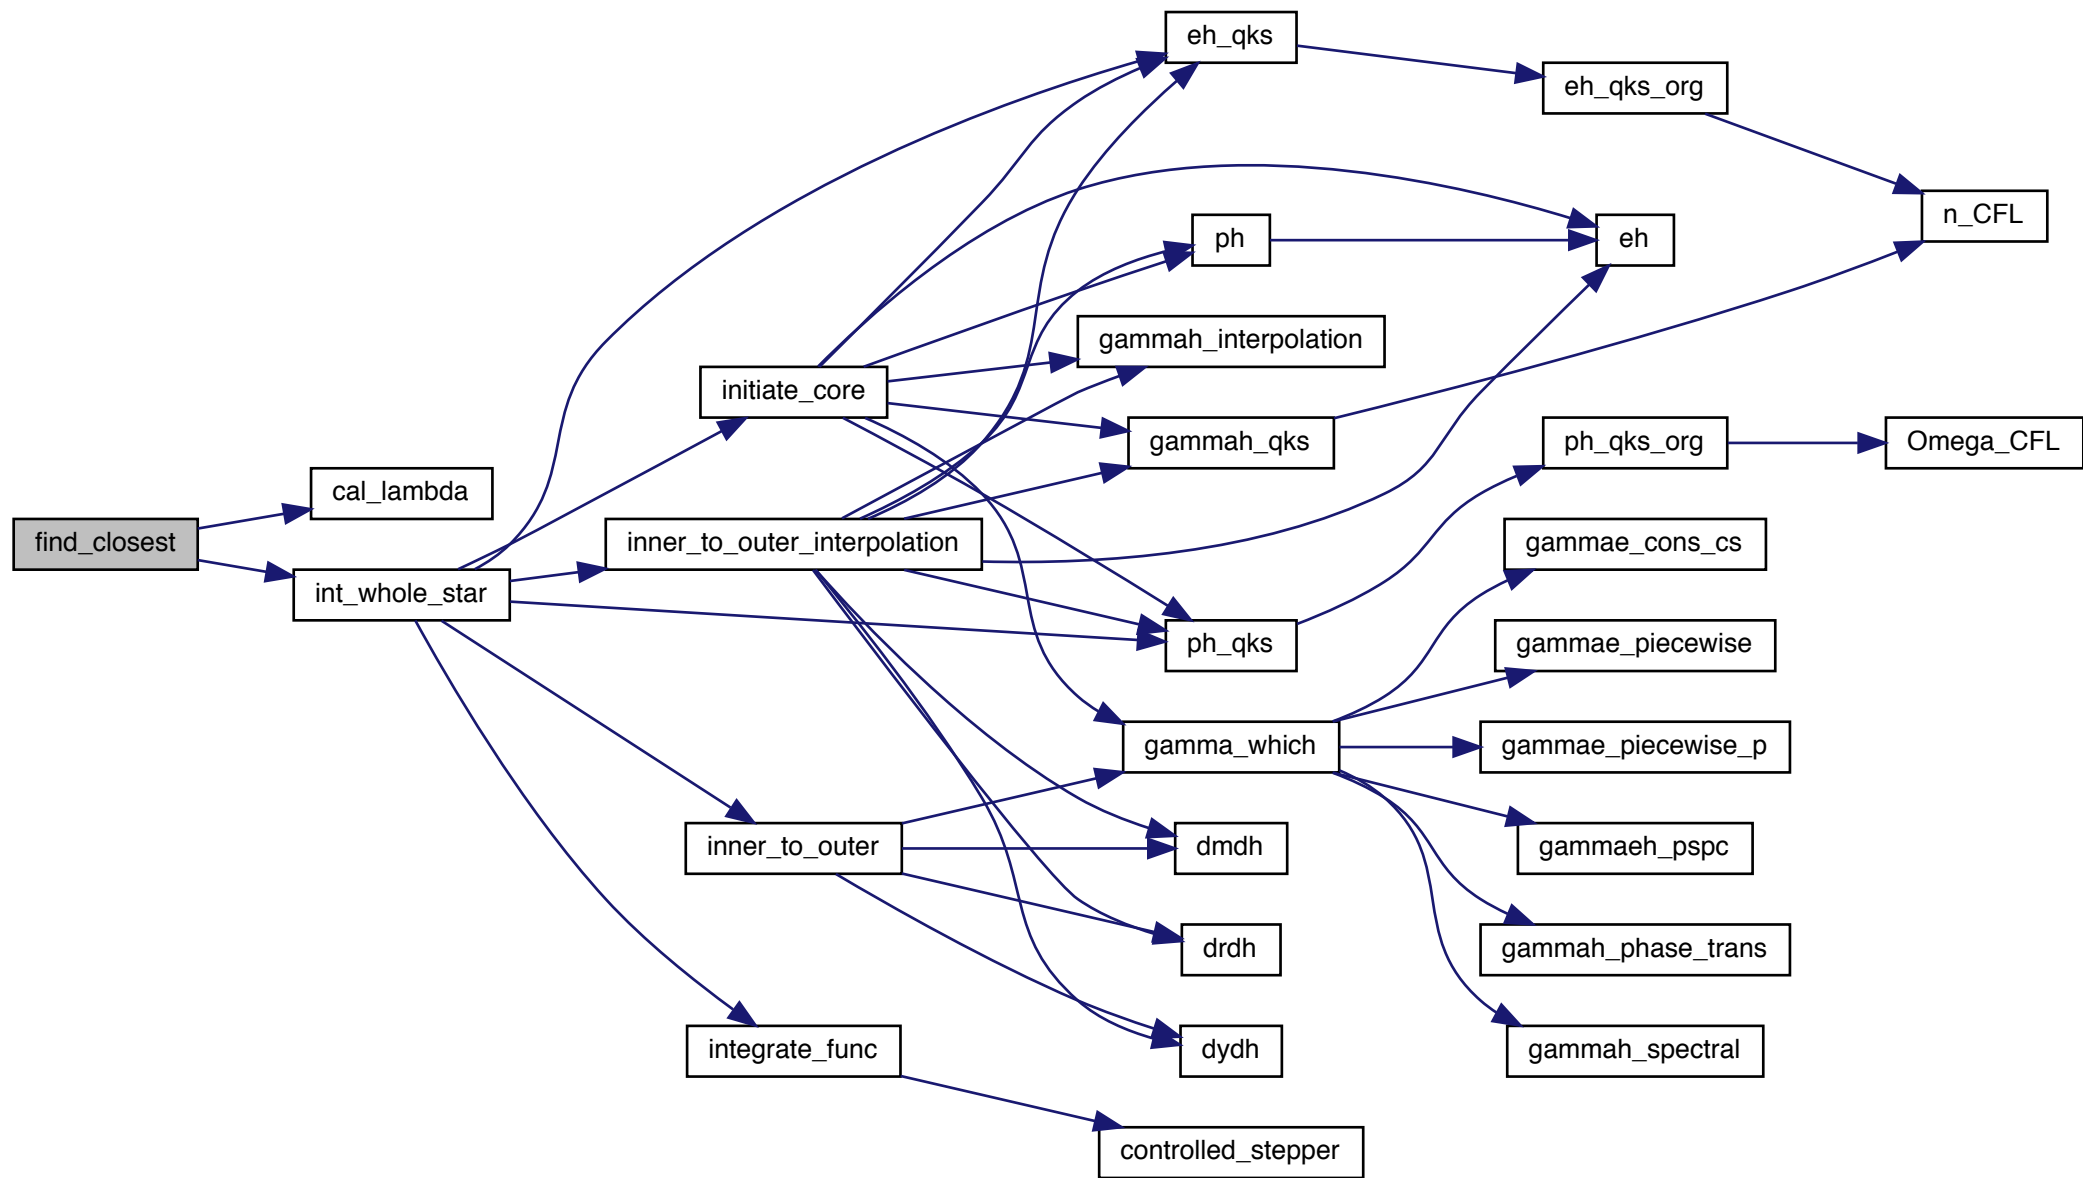 eh_qks
eh_qks_org
n_CFL
ph
eh
gammah_interpolation
initiate_core
gammah_qks
ph_qks_org
Omega_CFL
cal_lambda
find_closest
inner_to_outer_interpolation
gammae_cons_cs
int_whole_star
ph_qks
gammae_piecewise
gamma_which
gammae_piecewise_p
inner_to_outer
dmdh
gammaeh_pspc
drdh
gammah_phase_trans
integrate_func
dydh
gammah_spectral
controlled_stepper